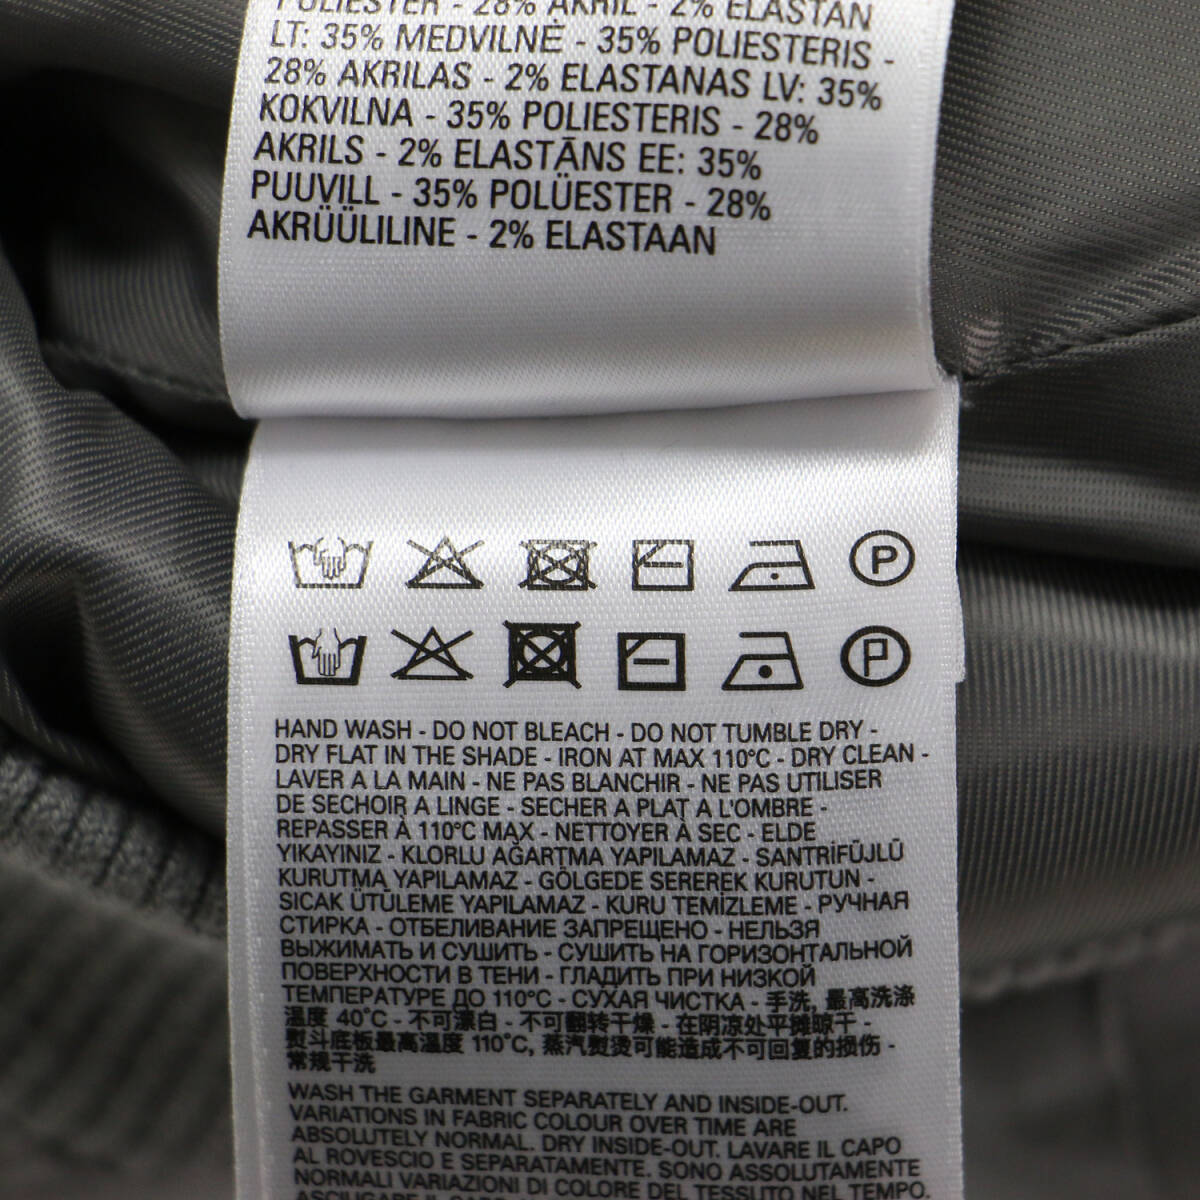 POLIESTER - 28% AKRIL - 2% ELASTAN
LT: 35% MEDVILNĖ - 35% POLIESTERIS -
28% AKRILAS - 2% ELASTANAS LV: 35%
KOKVILNA - 35% POLIESTERIS - 28%
AKRILS - 2% ELASTĀNS EE: 35%
PUUVILL - 35% POLÜESTER - 28%
AKRÜÜLILINE - 2% ELASTAAN
P
P
HAND WASH - DO NOT BLEACH - DO NOT TUMBLE DRY -
DRY FLAT IN THE SHADE - IRON AT MAX 110°C - DRY CLEAN -
LAVER A LA MAIN - NE PAS BLANCHIR - NE PAS UTILISER
DE SECHOIR A LINGE - SECHER A PLAT A L'OMBRE -
REPASSER À 110°C MAX - NETTOYER À SEC - ELDE
YIKAYINIZ - KLORLU AĞARTMA YAPILAMAZ - SANTRİFÜJLÜ
KURUTMA YAPILAMAZ - GÖLGEDE SEREREK KURUTUN -
SICAK ÜTÜLEME YAPILAMAZ - KURU TEMİZLEME - РУЧНАЯ
СТИРКА - ОТБЕЛИВАНИЕ ЗАПРЕЩЕНО - НЕЛЬЗЯ
ВЫЖИМАТЬ И СУШИТЬ - СУШИТЬ НА ГОРИЗОНТАЛЬНОЙ
ПОВЕРХНОСТИ В ТЕНИ - ГЛАДИТЬ ПРИ НИЗКОЙ
ТЕМПЕРАТУРЕ ДО 110°C - СУХАЯ ЧИСТКА - 手洗, 最高洗涤
温度 40°C - 不可漂白 - 不可翻转干燥 - 在阴凉处平摊晾干 -
熨斗底板最高温度 110°C, 蒸汽熨烫可能造成不可回复的损伤 -
常规干洗
WASH THE GARMENT SEPARATELY AND INSIDE-OUT.
VARIATIONS IN FABRIC COLOUR OVER TIME ARE
ABSOLUTELY NORMAL. DRY INSIDE-OUT. LAVARE IL CAPO
AL ROVESCIO E SEPARATAMENTE. SONO ASSOLUTAMENTE
NORMALI VARIAZIONI DI COLORE DEL TESSUTO NEL TEMPO.
ASCIUGARE IL CAPO